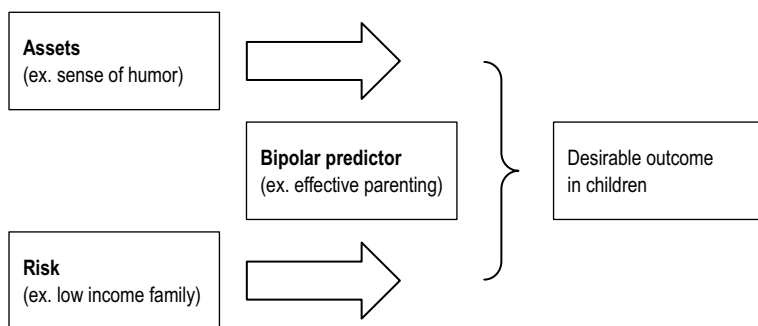 Assets
(ex. sense of humor)
Bipolar predictor
(ex. effective parenting)
Desirable outcome
in children
Risk
(ex. low income family)